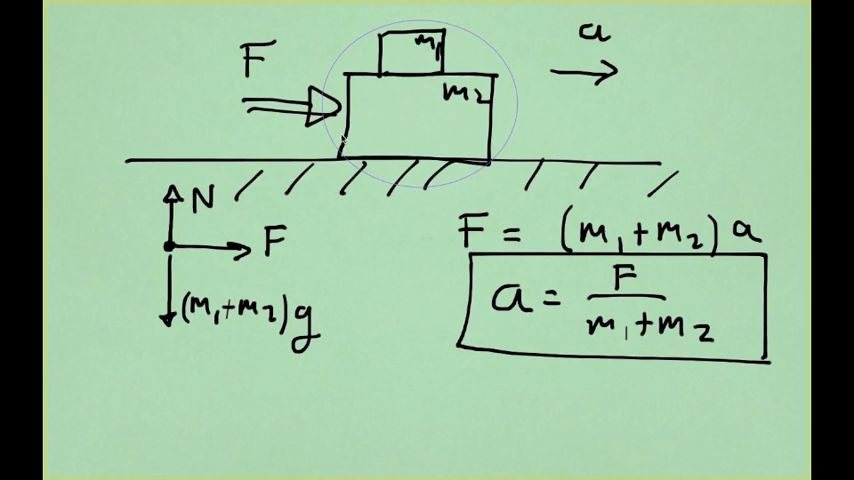 a
m₁
F
m₂
N
F
(m₁+m₂)g
F = (m₁+m₂)a
a = F/(m₁+m₂)